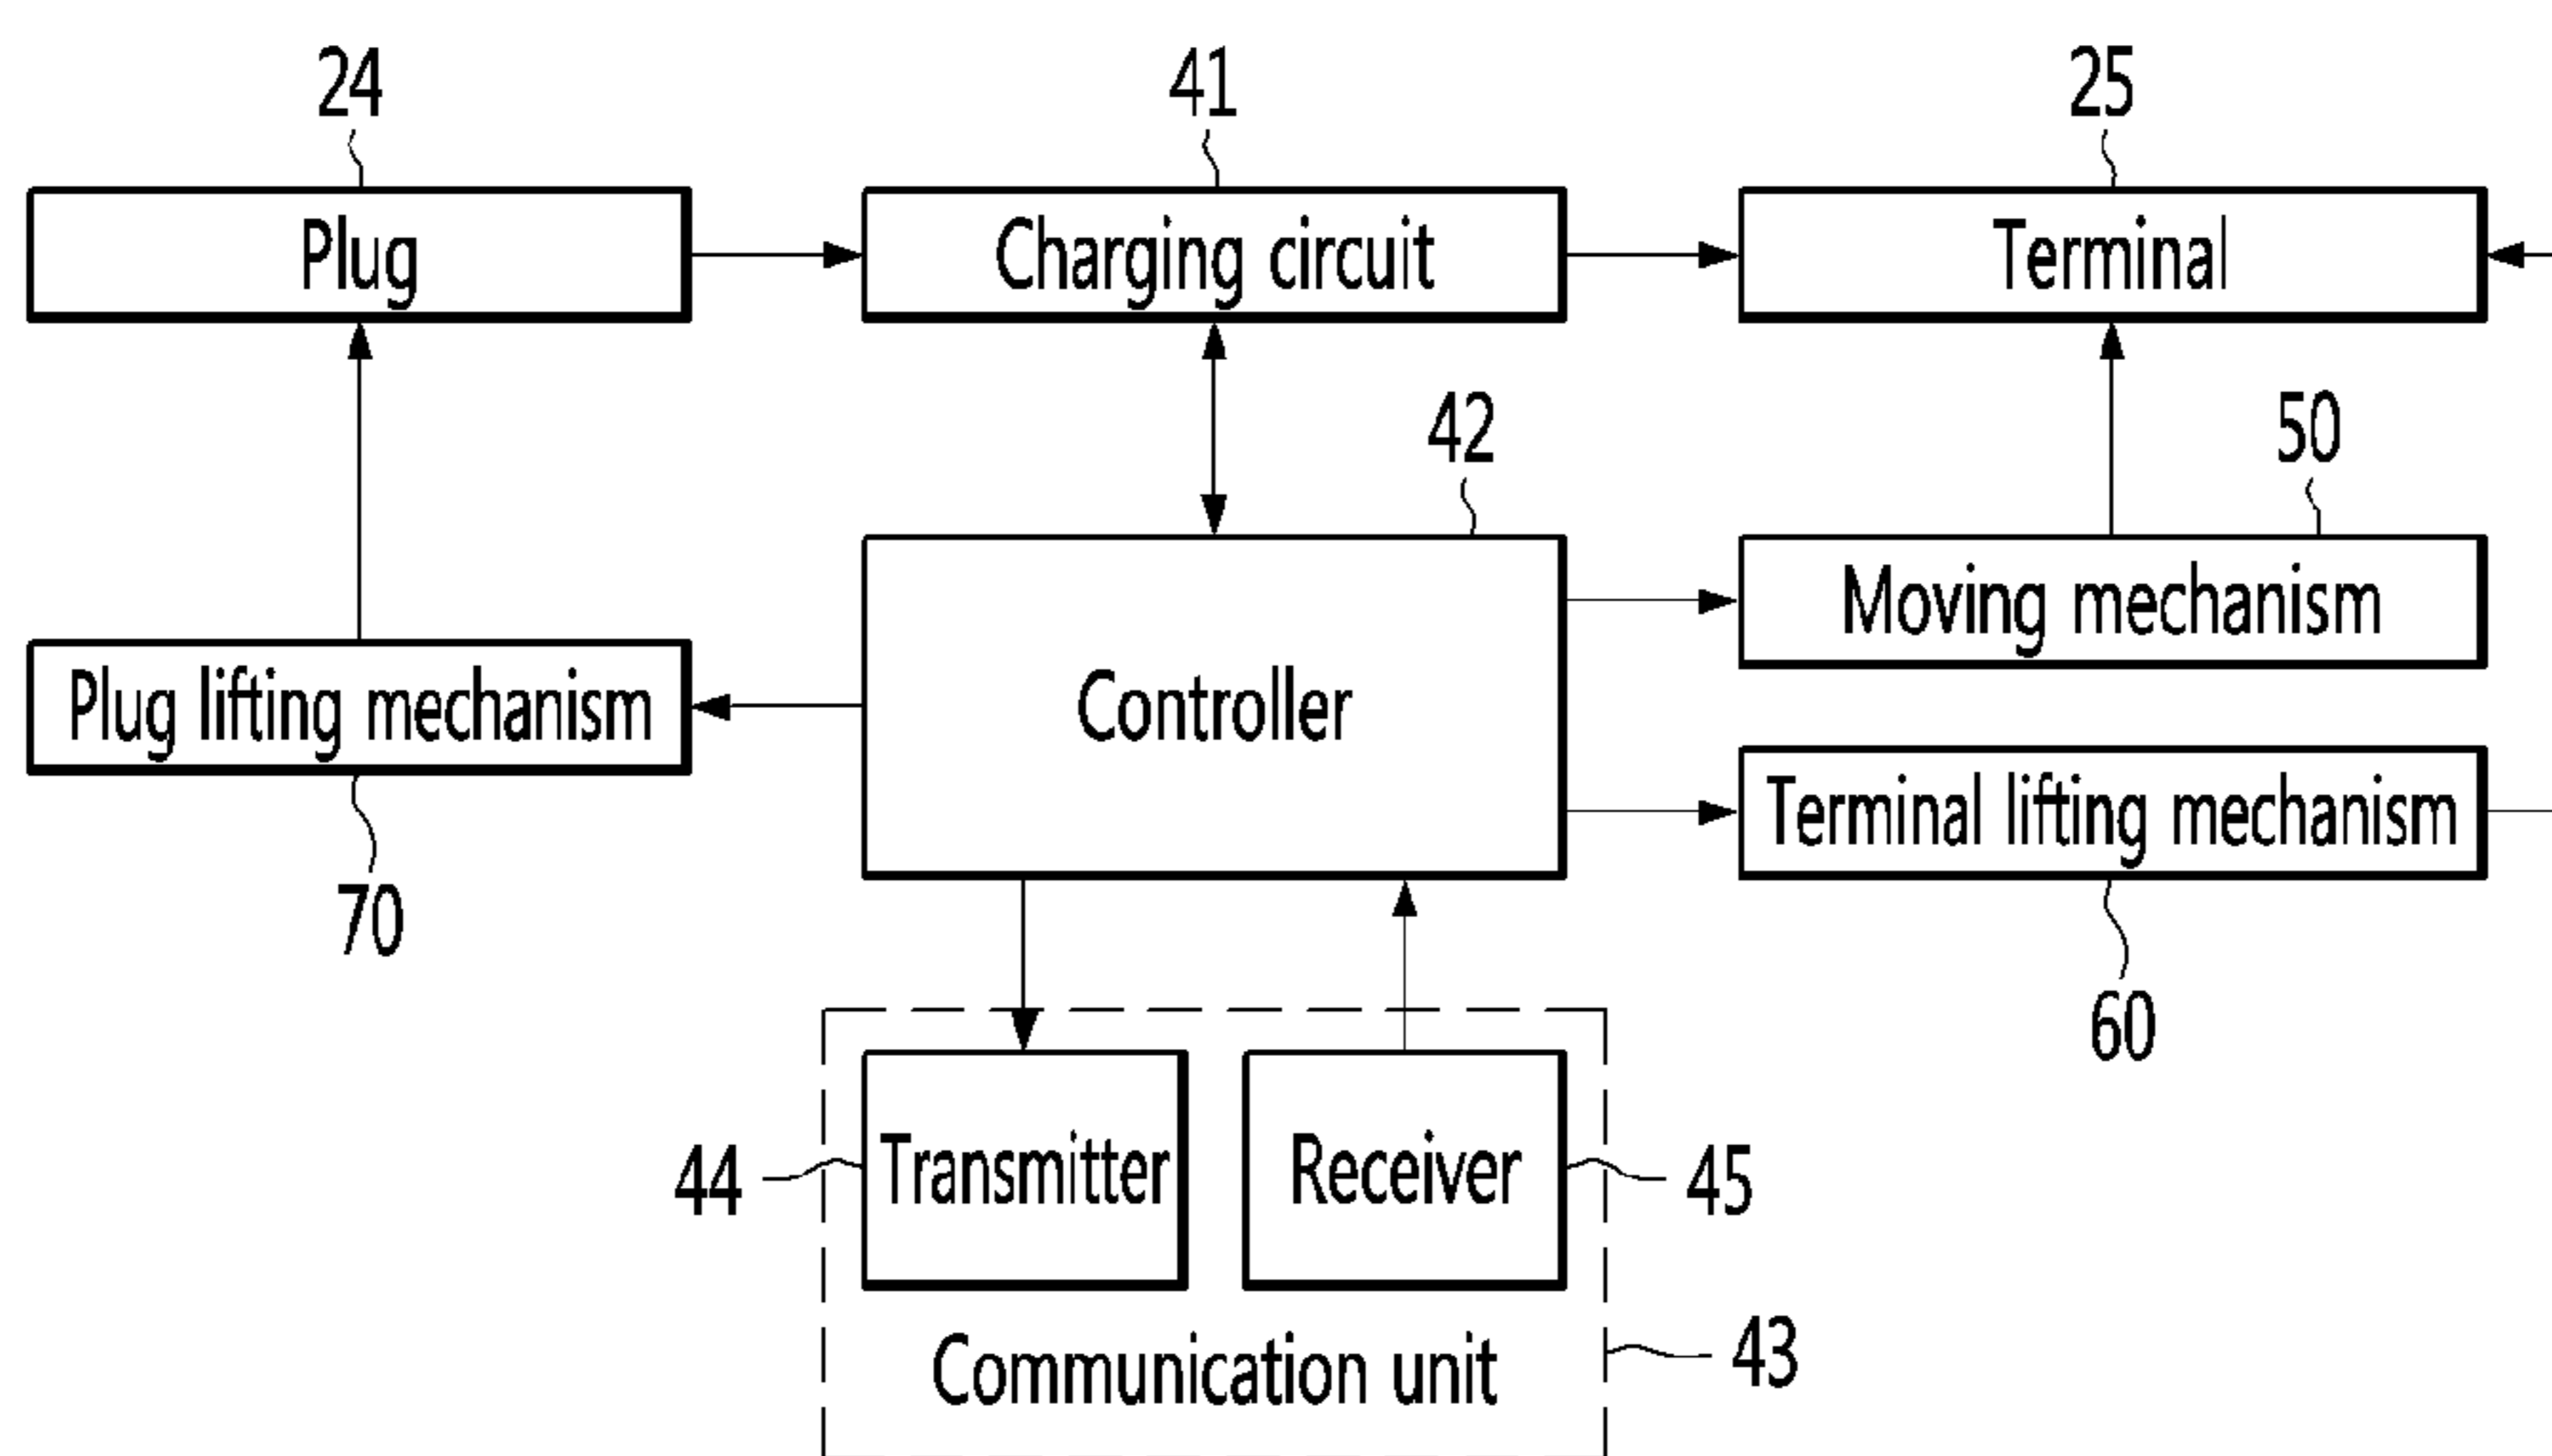 24
41
25
Plug
Charging circuit
Terminal
42
50
Moving mechanism
Plug lifting mechanism
Controller
Terminal lifting mechanism
70
60
44
Transmitter
Receiver
45
Communication unit
43